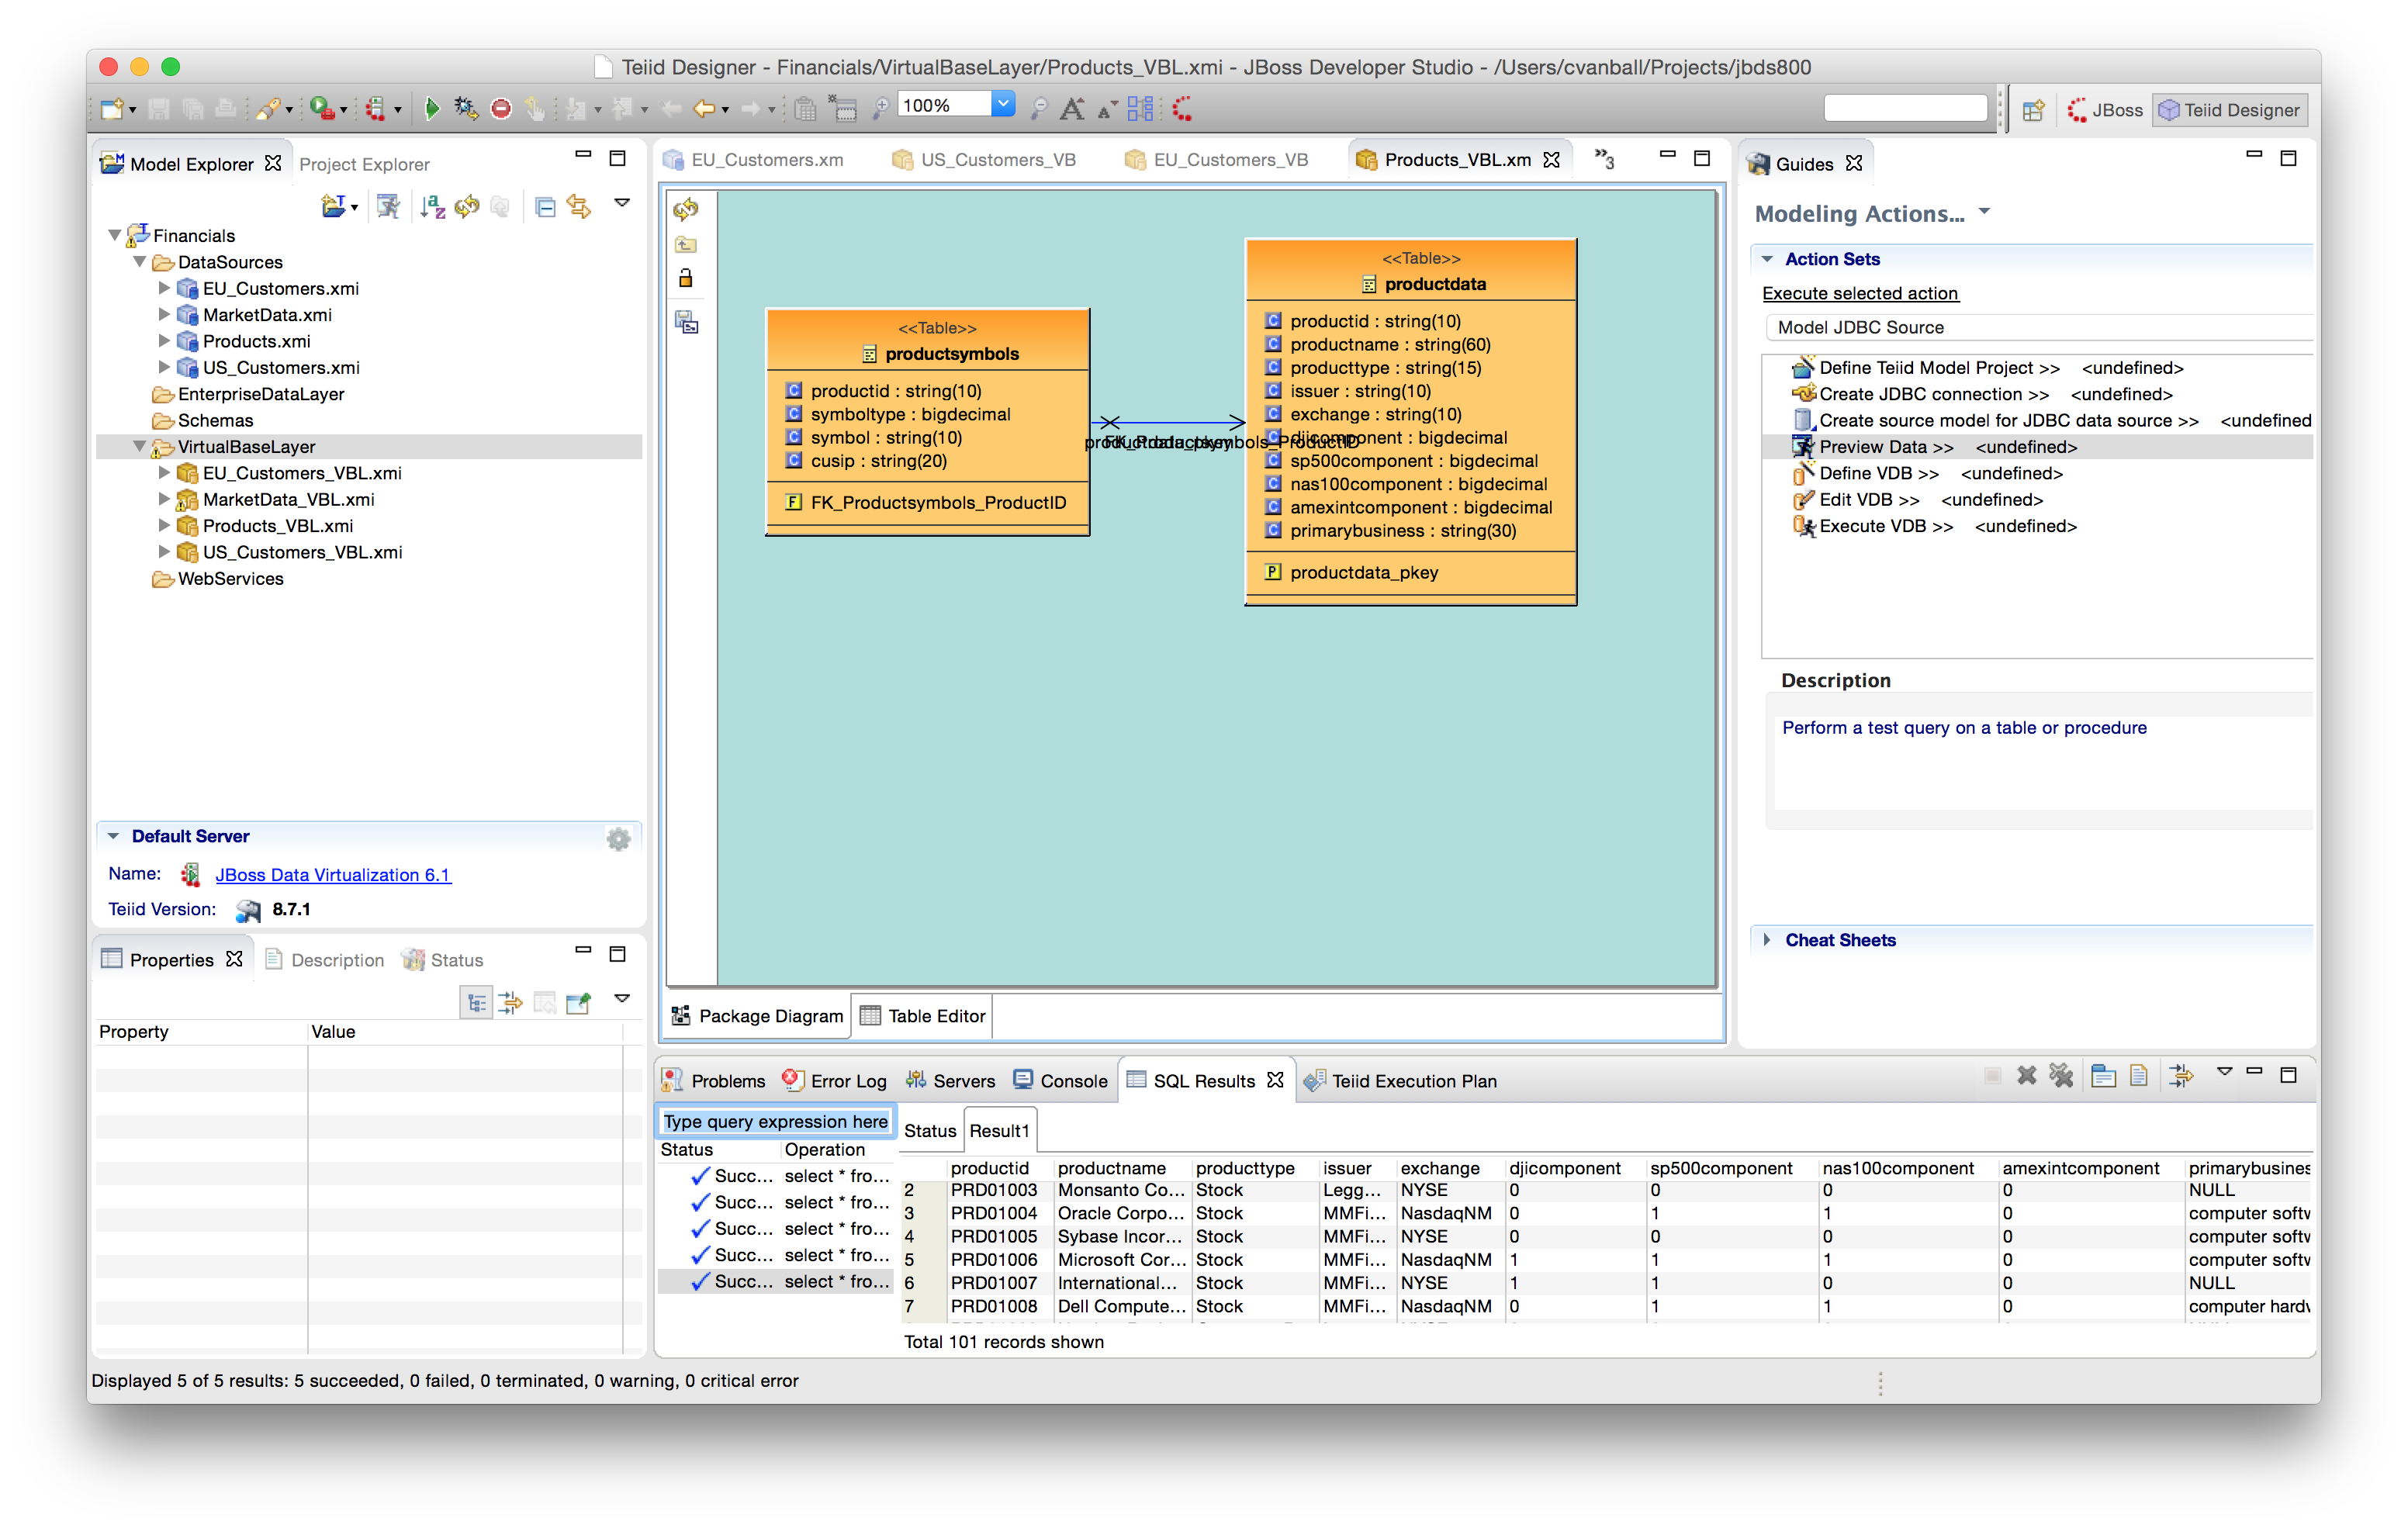 Teiid Designer - Financials/VirtualBaseLayer/Products_VBL.xmi - JBoss Developer Studio - /Users/cvanball/Projects/jbds800
100%
JBoss
Teiid Designer
Model Explorer
Project Explorer
Financials
DataSources
EU_Customers.xmi
MarketData.xmi
Products.xmi
US_Customers.xmi
EnterpriseDataLayer
Schemas
VirtualBaseLayer
EU_Customers_VBL.xmi
MarketData_VBL.xmi
Products_VBL.xmi
US_Customers_VBL.xmi
WebServices
Default Server
Name: JBoss Data Virtualization 6.1
Teiid Version: 8.7.1
Properties
Description
Status
Property Value
EU_Customers.xm
US_Customers_VB
EU_Customers_VB
Products_VBL.xm
»3
<<Table>>
productsymbols
productid : string(10)
symboltype : bigdecimal
symbol : string(10)
cusip : string(20)
FK_Productsymbols_ProductID
<<Table>>
productdata
productid : string(10)
productname : string(60)
producttype : string(15)
issuer : string(10)
exchange : string(10)
djicomponent : bigdecimal
sp500component : bigdecimal
nas100component : bigdecimal
amexintcomponent : bigdecimal
primarybusiness : string(30)
productdata_pkey
Package Diagram
Table Editor
Guides
Modeling Actions...
Action Sets
Execute selected action
Model JDBC Source
Define Teiid Model Project >> <undefined>
Create JDBC connection >> <undefined>
Create source model for JDBC data source >> <undefined
Preview Data >> <undefined>
Define VDB >> <undefined>
Edit VDB >> <undefined>
Execute VDB >> <undefined>
Description
Perform a test query on a table or procedure
Cheat Sheets
Problems
Error Log
Servers
Console
SQL Results
Teiid Execution Plan
Type query expression here
Status Operation
Succ... select * fro...
Succ... select * fro...
Succ... select * fro...
Succ... select * fro...
Succ... select * fro...
Status
Result1
productid productname producttype issuer exchange djicomponent sp500component nas100component amexintcomponent primarybusines
2 PRD01003 Monsanto Co... Stock Legg... NYSE 0 0 0 0 NULL
3 PRD01004 Oracle Corpo... Stock MMFi... NasdaqNM 0 1 1 0 computer softw
4 PRD01005 Sybase Incor... Stock MMFi... NYSE 0 0 0 0 computer softw
5 PRD01006 Microsoft Cor... Stock MMFi... NasdaqNM 1 1 1 0 computer softw
6 PRD01007 International... Stock MMFi... NYSE 1 1 0 0 NULL
7 PRD01008 Dell Compute... Stock MMFi... NasdaqNM 0 1 1 0 computer hardw
Total 101 records shown
Displayed 5 of 5 results: 5 succeeded, 0 failed, 0 terminated, 0 warning, 0 critical error